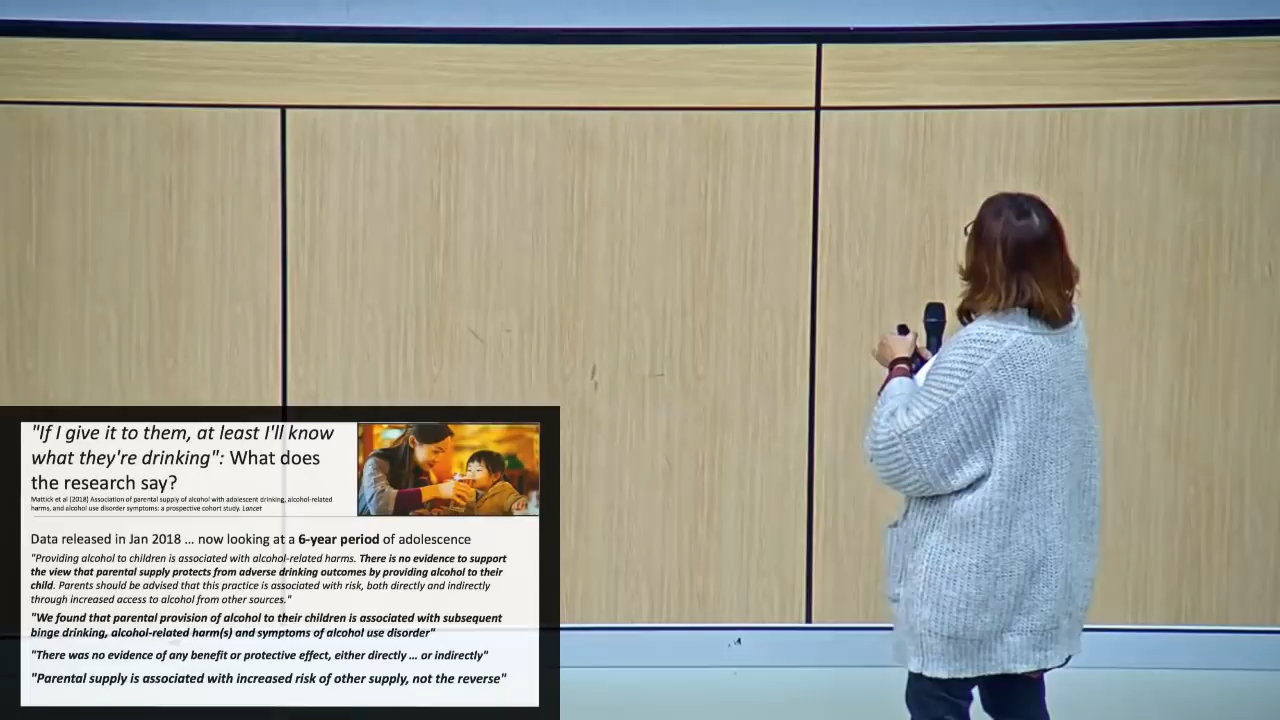 "If I give it to them, at least I'll know
what they're drinking": What does
the research say?
Mattick et al (2018) Association of parental supply of alcohol with adolescent drinking, alcohol-related
harms, and alcohol use disorder symptoms: a prospective cohort study. Lancet
Data released in Jan 2018 ... now looking at a 6-year period of adolescence
"Providing alcohol to children is associated with alcohol-related harms. There is no evidence to support
the view that parental supply protects from adverse drinking outcomes by providing alcohol to their
child. Parents should be advised that this practice is associated with risk, both directly and indirectly
through increased access to alcohol from other sources."
"We found that parental provision of alcohol to their children is associated with subsequent
binge drinking, alcohol-related harm(s) and symptoms of alcohol use disorder"
"There was no evidence of any benefit or protective effect, either directly ... or indirectly"
"Parental supply is associated with increased risk of other supply, not the reverse"